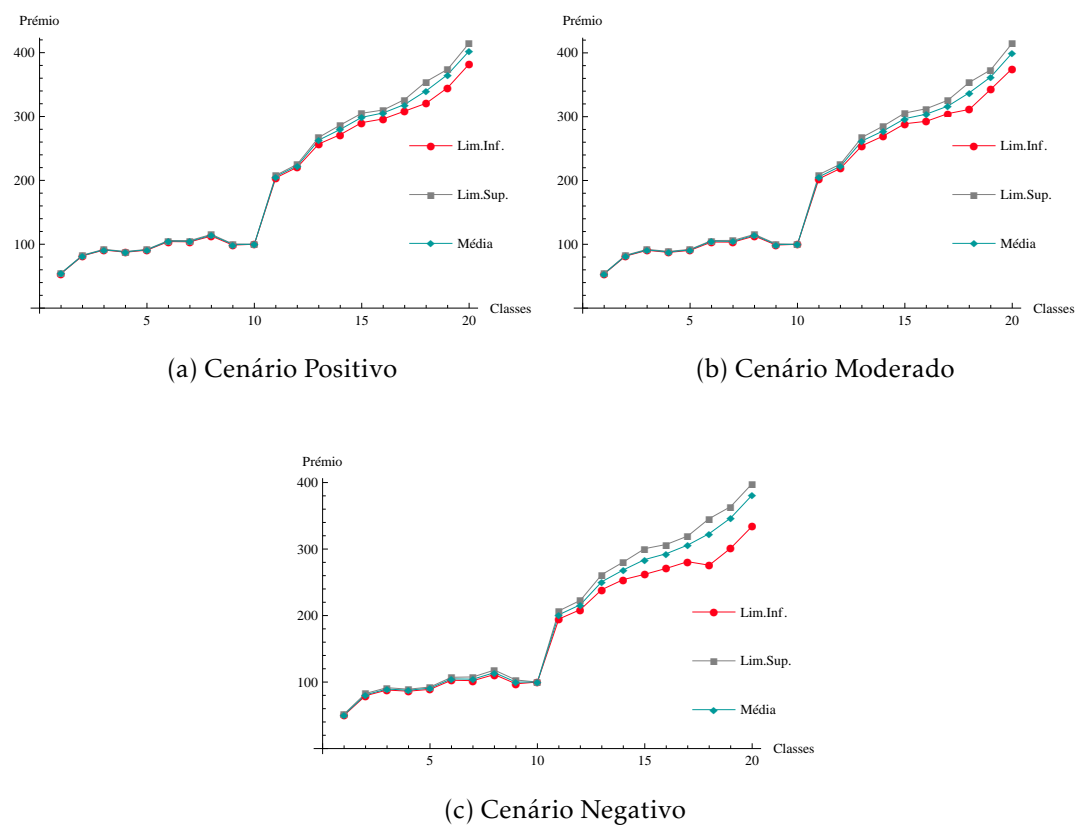 Prémio
400
300
200
100
Lim.Inf.
Lim.Sup.
Média
5
10
15
20
Classes
(a) Cenário Positivo
Prémio
400
300
200
100
Lim.Inf.
Lim.Sup.
Média
5
10
15
20
Classes
(b) Cenário Moderado
Prémio
400
300
200
100
Lim.Inf.
Lim.Sup.
Média
5
10
15
20
Classes
(c) Cenário Negativo